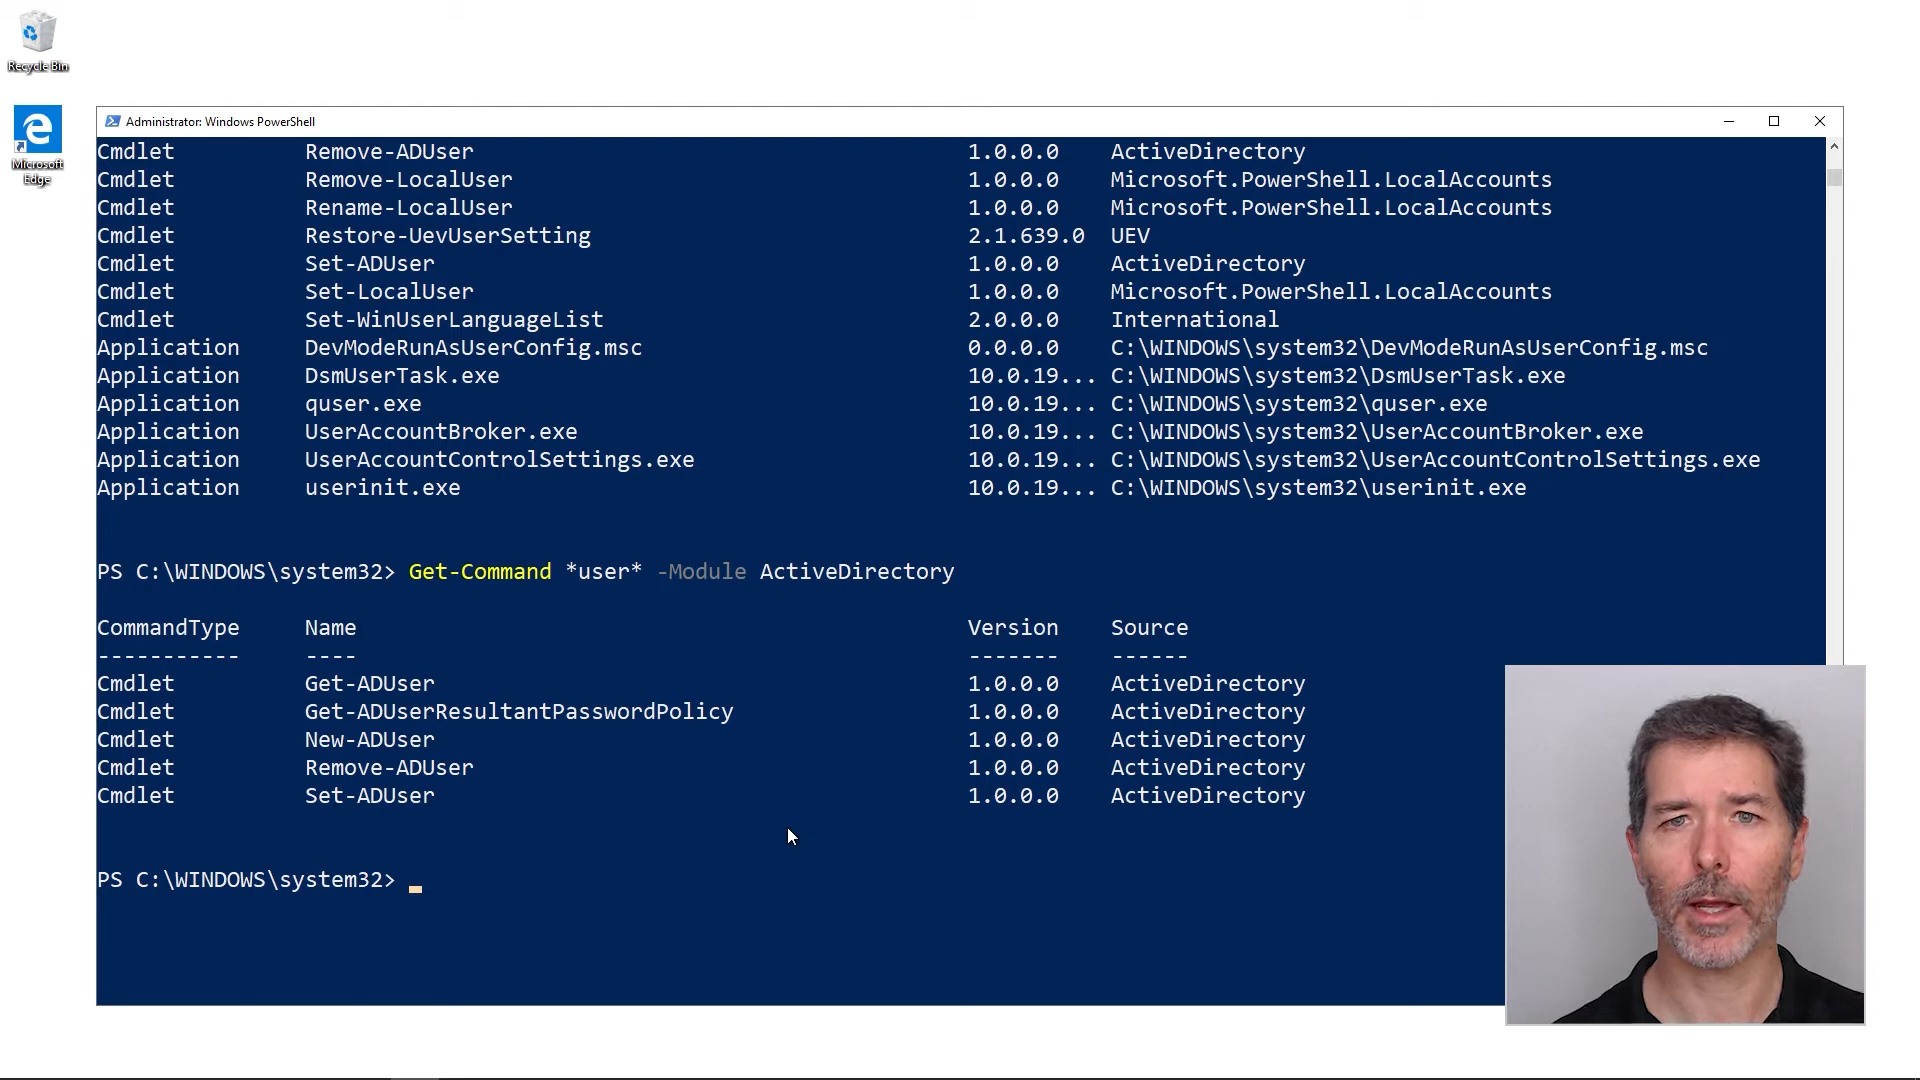 Recycle Bin
Microsoft
Edge
Administrator: Windows PowerShell
Cmdlet Remove-ADUser 1.0.0.0 ActiveDirectory
Cmdlet Remove-LocalUser 1.0.0.0 Microsoft.PowerShell.LocalAccounts
Cmdlet Rename-LocalUser 1.0.0.0 Microsoft.PowerShell.LocalAccounts
Cmdlet Restore-UevUserSetting 2.1.639.0 UEV
Cmdlet Set-ADUser 1.0.0.0 ActiveDirectory
Cmdlet Set-LocalUser 1.0.0.0 Microsoft.PowerShell.LocalAccounts
Cmdlet Set-WinUserLanguageList 2.0.0.0 International
Application DevModeRunAsUserConfig.msc 0.0.0.0 C:\WINDOWS\system32\DevModeRunAsUserConfig.msc
Application DsmUserTask.exe 10.0.19... C:\WINDOWS\system32\DsmUserTask.exe
Application quser.exe 10.0.19... C:\WINDOWS\system32\quser.exe
Application UserAccountBroker.exe 10.0.19... C:\WINDOWS\system32\UserAccountBroker.exe
Application UserAccountControlSettings.exe 10.0.19... C:\WINDOWS\system32\UserAccountControlSettings.exe
Application userinit.exe 10.0.19... C:\WINDOWS\system32\userinit.exe
PS C:\WINDOWS\system32> Get-Command *user* -Module ActiveDirectory
CommandType Name Version Source
----------- ---- ------- ------
Cmdlet Get-ADUser 1.0.0.0 ActiveDirectory
Cmdlet Get-ADUserResultantPasswordPolicy 1.0.0.0 ActiveDirectory
Cmdlet New-ADUser 1.0.0.0 ActiveDirectory
Cmdlet Remove-ADUser 1.0.0.0 ActiveDirectory
Cmdlet Set-ADUser 1.0.0.0 ActiveDirectory
PS C:\WINDOWS\system32>